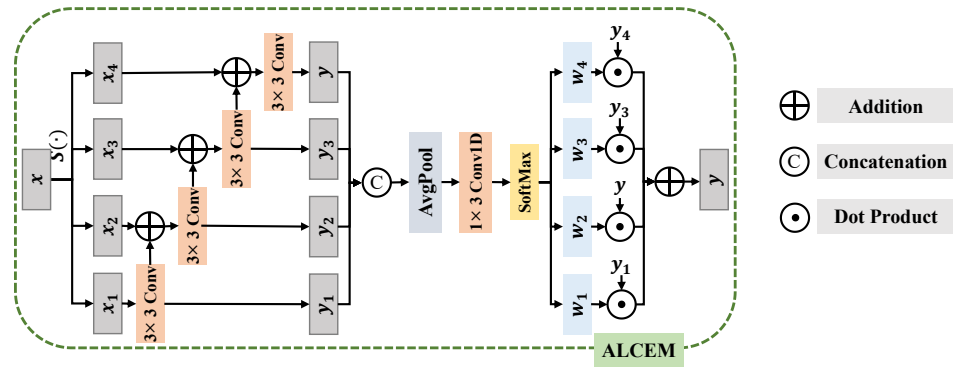 x
S(·)
x₄
x₃
x₂
x₁
3× 3 Conv
3× 3 Conv
3× 3 Conv
3× 3 Conv
y
y₃
y₂
y₁
C
AvgPool
1× 3 Conv1D
SoftMax
w₄
w₃
w₂
w₁
y₄
y₃
y
y₁
y
ALCEM
Addition
C Concatenation
Dot Product